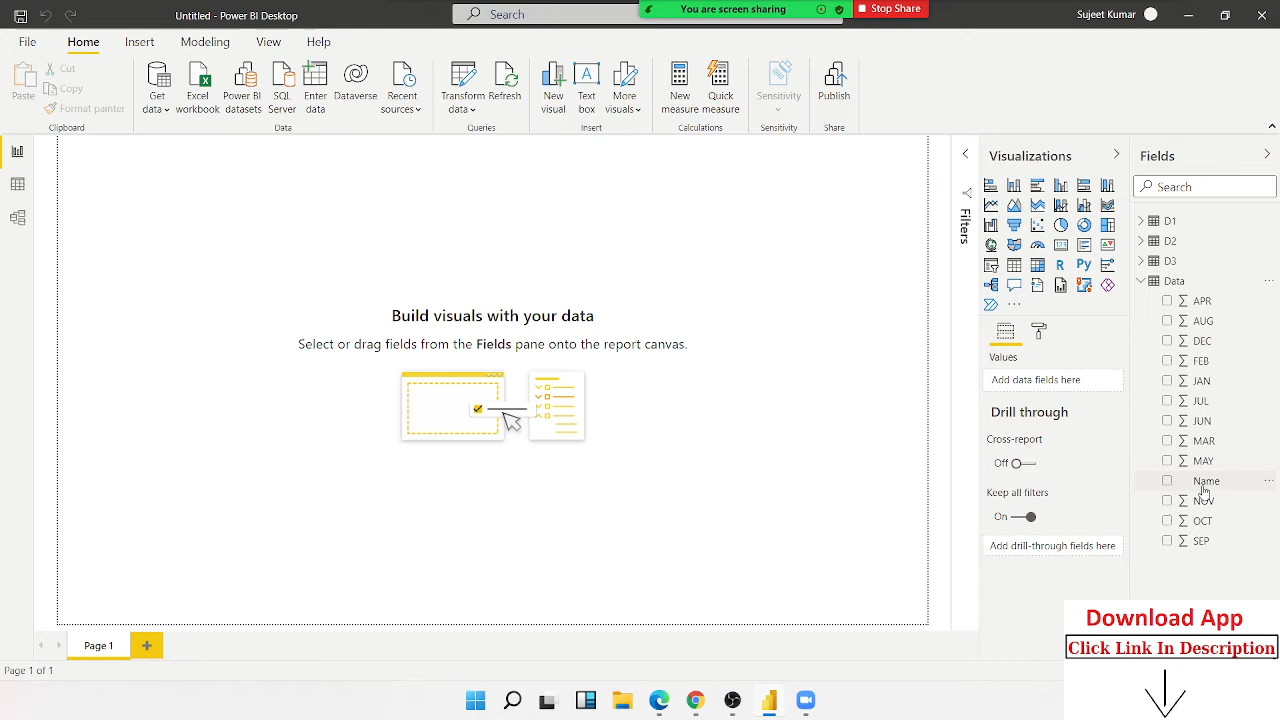 Untitled - Power BI Desktop
Search
You are screen sharing
Stop Share
Sujeet Kumar
File
Home
Insert
Modeling
View
Help
Paste
Cut
Copy
Format painter
Clipboard
Get data
Excel workbook
Power BI datasets
SQL Server
Enter data
Dataverse
Recent sources
Data
Transform data
Refresh
Queries
New visual
Text box
More visuals
Insert
New measure
Quick measure
Calculations
Sensitivity
Sensitivity
Publish
Share
Build visuals with your data
Select or drag fields from the Fields pane onto the report canvas.
Filters
Visualizations
R
Py
123
Values
Add data fields here
Drill through
Cross-report
Off
Keep all filters
On
Add drill-through fields here
Fields
Search
D1
D2
D3
Data
APR
AUG
DEC
FEB
JAN
JUL
JUN
MAR
MAY
Name
NOV
OCT
SEP
Page 1
Page 1 of 1
Download App
Click Link In Description